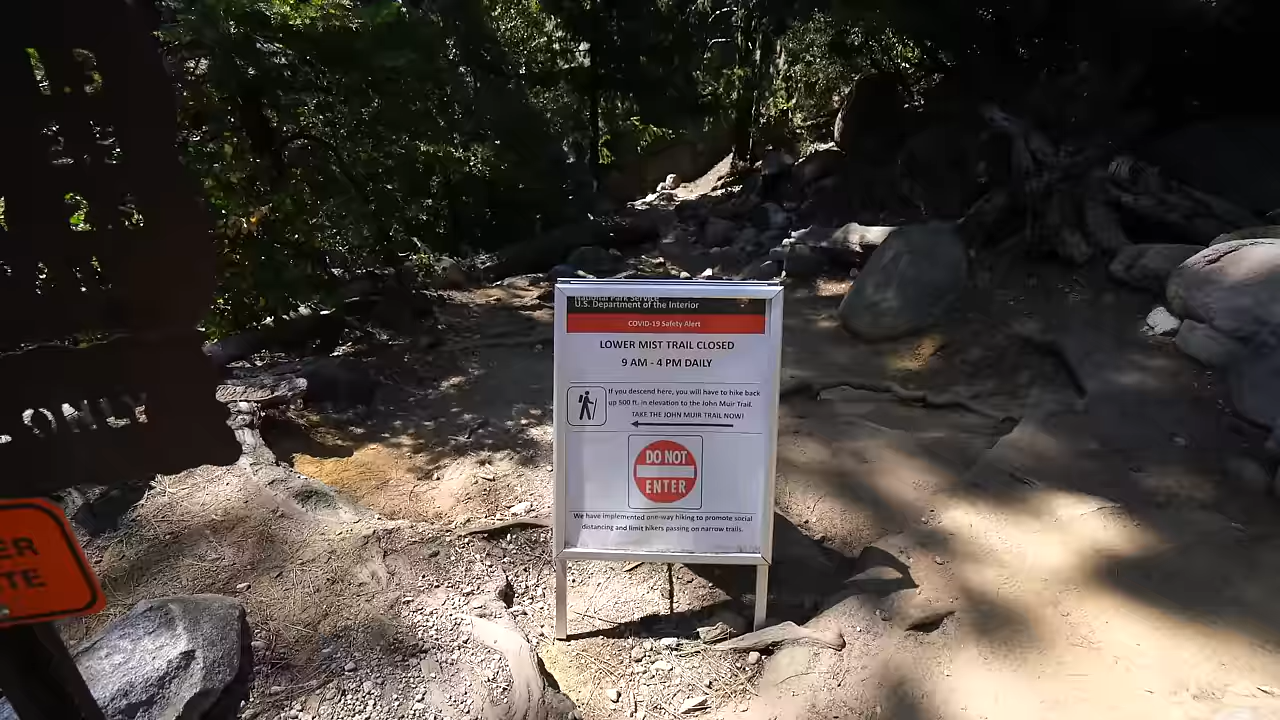 National Park Service
U.S. Department of the Interior
COVID-19 Safety Alert
LOWER MIST TRAIL CLOSED
9 AM - 4 PM DAILY
If you descend here, you will have to hike back
up 500 ft. in elevation to the John Muir Trail.
TAKE THE JOHN MUIR TRAIL NOW!
DO NOT
ENTER
We have implemented one-way hiking to promote social
distancing and limit hikers passing on narrow trails.
ONLY
ER
TE